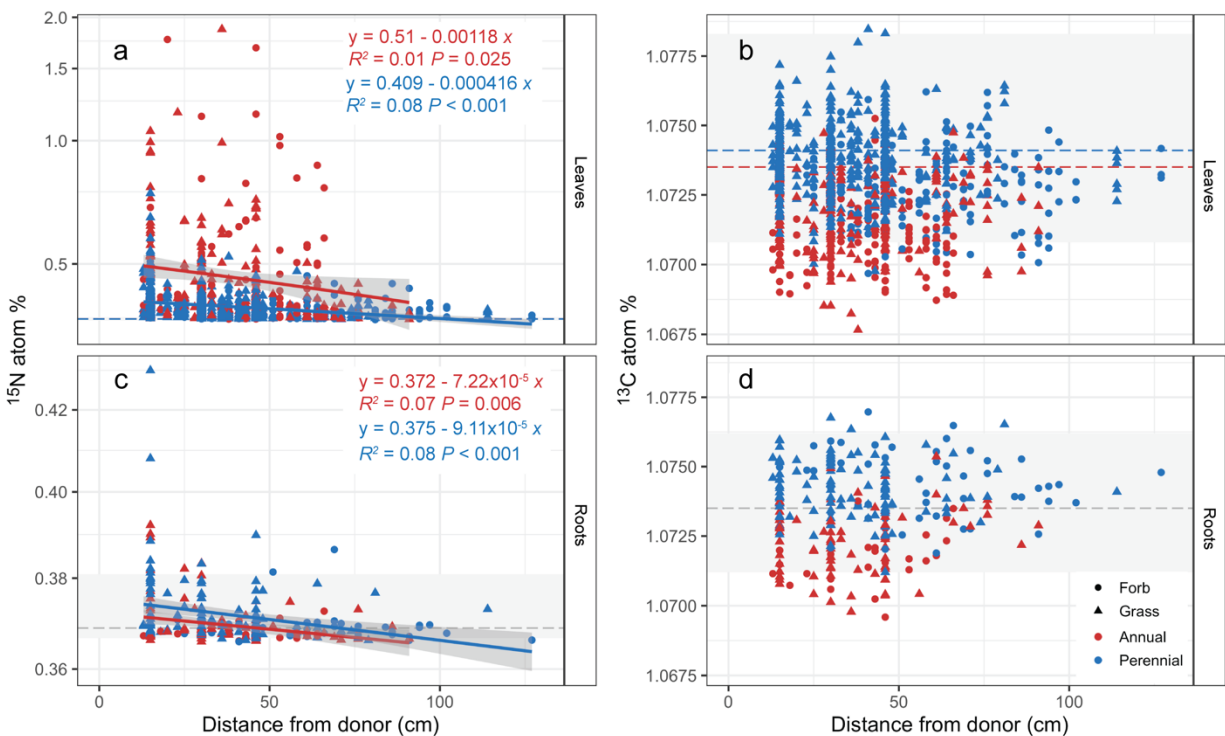 a
y = 0.51 - 0.00118 x
R² = 0.01 P = 0.025
y = 0.409 - 0.000416 x
R² = 0.08 P < 0.001
2.0
1.5
1.0
0.5
¹⁵N atom %
Leaves
b
1.0775
1.0750
1.0725
1.0700
1.0675
¹³C atom %
Leaves
c
y = 0.372 - 7.22x10⁻⁵ x
R² = 0.07 P = 0.006
y = 0.375 - 9.11x10⁻⁵ x
R² = 0.08 P < 0.001
0.42
0.40
0.38
0.36
Roots
0
50
100
Distance from donor (cm)
d
1.0775
1.0750
1.0725
1.0700
1.0675
Roots
Forb
Grass
Annual
Perennial
0
50
100
Distance from donor (cm)